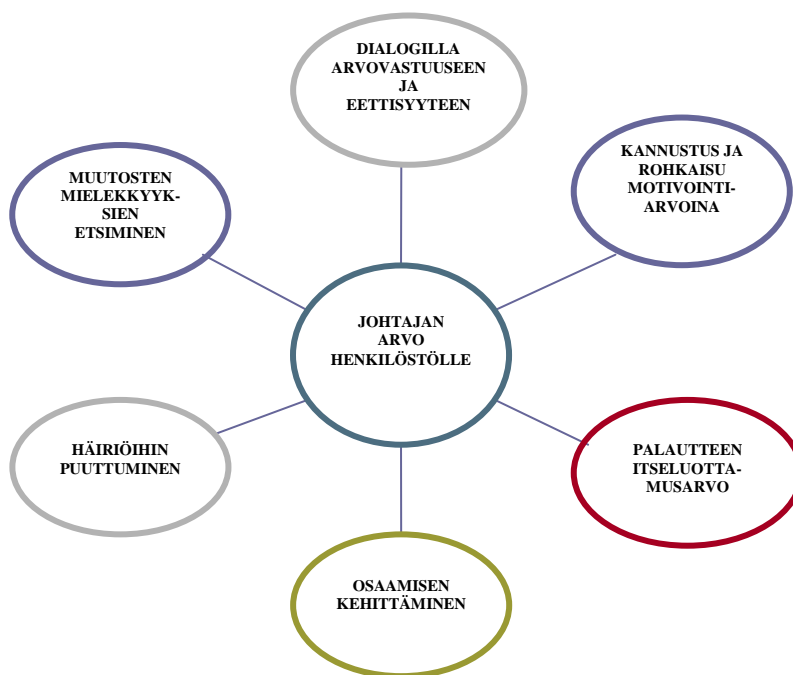 DIALOGILLA
ARVOVASTUUSEEN
JA
EETTISYYTEEN
KANNUSTUS JA
ROHKAISU
MOTIVOINTI-
ARVOINA
MUUTOSTEN
MIELEKKYYK-
SIEN
ETSIMINEN
JOHTAJAN
ARVO
HENKILÖSTÖLLE
HÄIRIÖIHIN
PUUTTUMINEN
PALAUTTEEN
ITSELUOTTA-
MUSARVO
OSAAMISEN
KEHITTÄMINEN